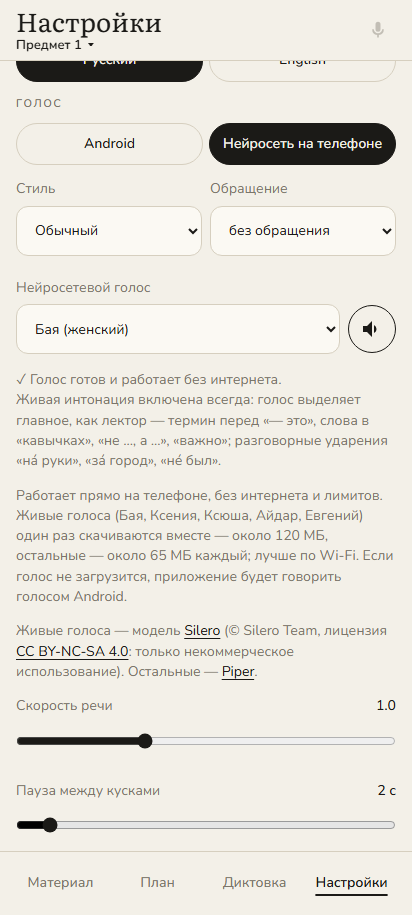 Настройки
Предмет 1
Русский
English
ГОЛОС
Android
Нейросеть на телефоне
Стиль
Обращение
Обычный
без обращения
Нейросетевой голос
Бая (женский)
✓ Голос готов и работает без интернета.
Живая интонация включена всегда: голос выделяет
главное, как лектор — термин перед «— это», слова в
«кавычках», «не …, а …», «важно»; разговорные ударения
«на́ руки», «за́ город», «не́ был».
Работает прямо на телефоне, без интернета и лимитов.
Живые голоса (Бая, Ксения, Ксюша, Айдар, Евгений)
один раз скачиваются вместе — около 120 МБ,
остальные — около 65 МБ каждый; лучше по Wi-Fi. Если
голос не загрузится, приложение будет говорить
голосом Android.
Живые голоса — модель Silero (© Silero Team, лицензия
CC BY-NC-SA 4.0: только некоммерческое
использование). Остальные — Piper.
Скорость речи
1.0
Пауза между кусками
2 с
Материал
План
Диктовка
Настройки